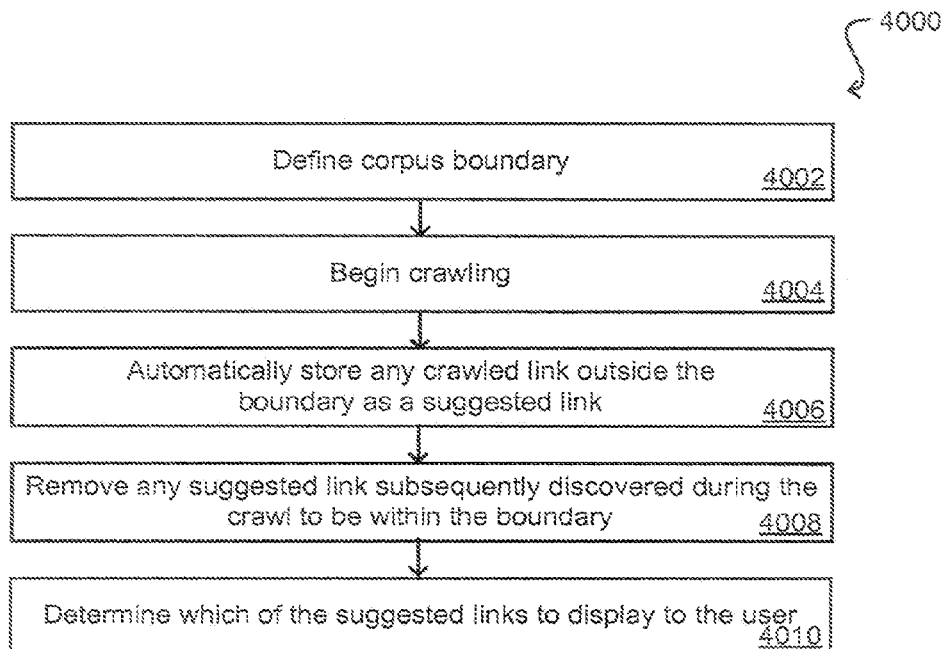 4000
Define corpus boundary
4002
Begin crawling
4004
Automatically store any crawled link outside the
boundary as a suggested link
4006
Remove any suggested link subsequently discovered during the
crawl to be within the boundary
4008
Determine which of the suggested links to display to the user
4010